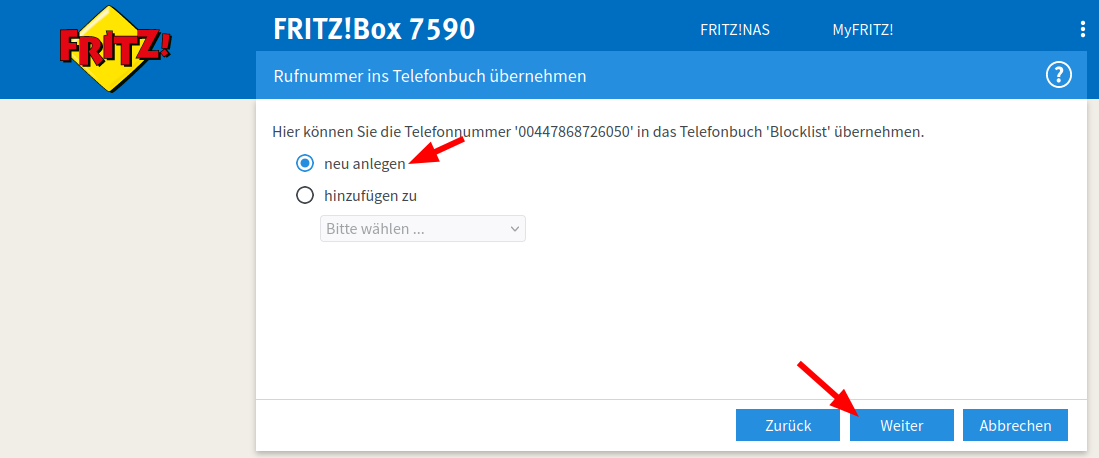 FRITZ!
FRITZ!Box 7590
FRITZ!NAS
MyFRITZ!
Rufnummer ins Telefonbuch übernehmen
?
Hier können Sie die Telefonnummer '00447868726050' in das Telefonbuch 'Blocklist' übernehmen.
neu anlegen
hinzufügen zu
Bitte wählen ...
Zurück
Weiter
Abbrechen